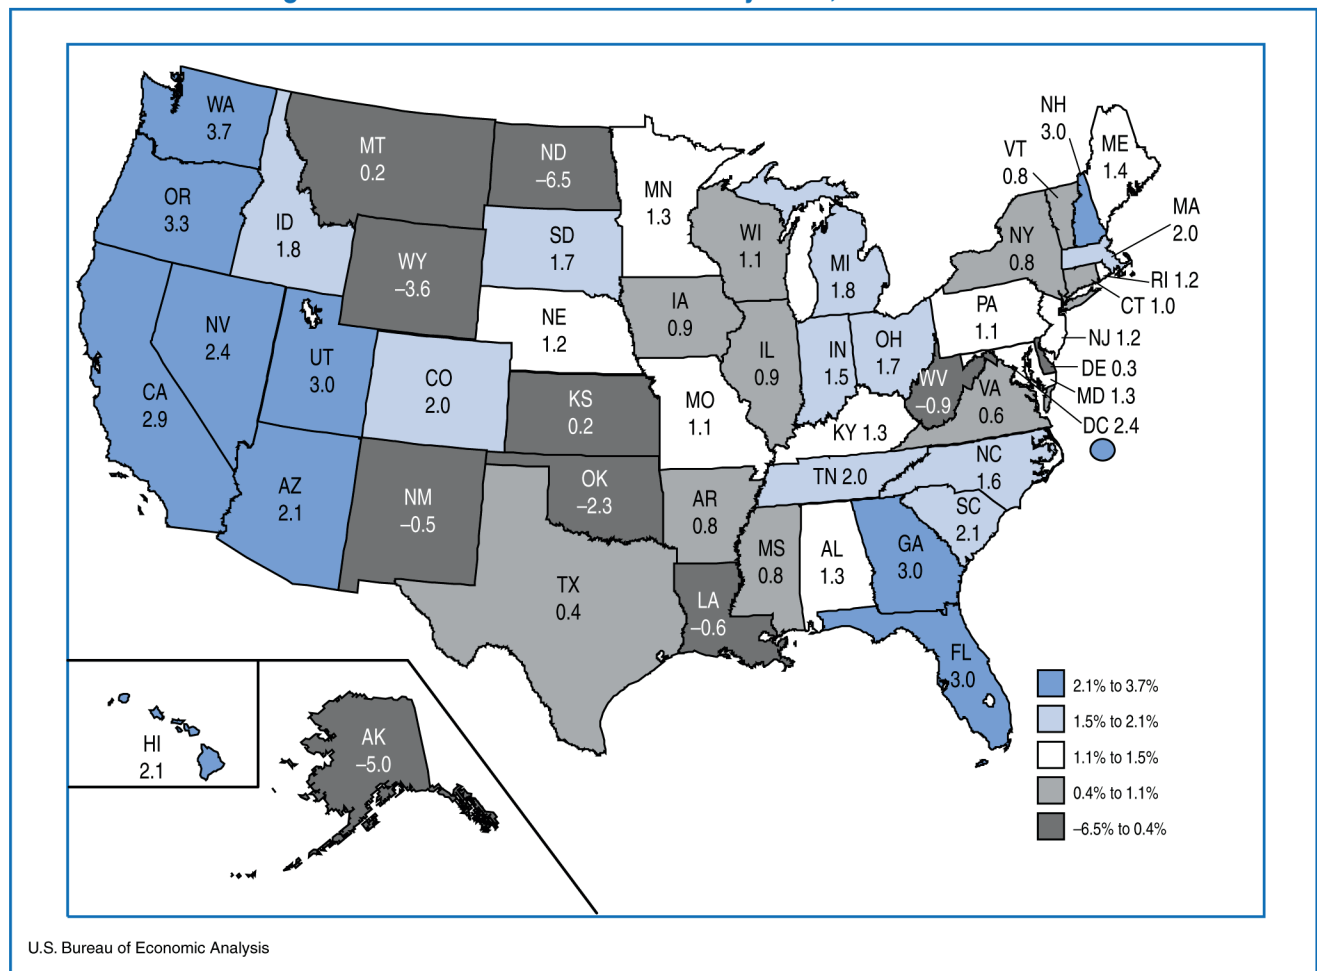 WA
3.7
MT
0.2
ND
–6.5
MN
1.3
OR
3.3
ID
1.8
SD
1.7
WI
1.1
MI
1.8
NY
0.8
VT
0.8
NH
3.0
ME
1.4
MA
2.0
RI 1.2
CT 1.0
WY
–3.6
NE
1.2
IA
0.9
PA
1.1
NJ 1.2
DE 0.3
MD 1.3
DC 2.4
NV
2.4
UT
3.0
CO
2.0
CA
2.9
KS
0.2
MO
1.1
IL
0.9
IN
1.5
OH
1.7
WV
–0.9
VA
0.6
KY 1.3
AZ
2.1
NM
–0.5
OK
–2.3
AR
0.8
TN 2.0
NC
1.6
SC
2.1
TX
0.4
LA
–0.6
MS
0.8
AL
1.3
GA
3.0
FL
3.0
HI
2.1
AK
–5.0
2.1% to 3.7%
1.5% to 2.1%
1.1% to 1.5%
0.4% to 1.1%
–6.5% to 0.4%
U.S. Bureau of Economic Analysis